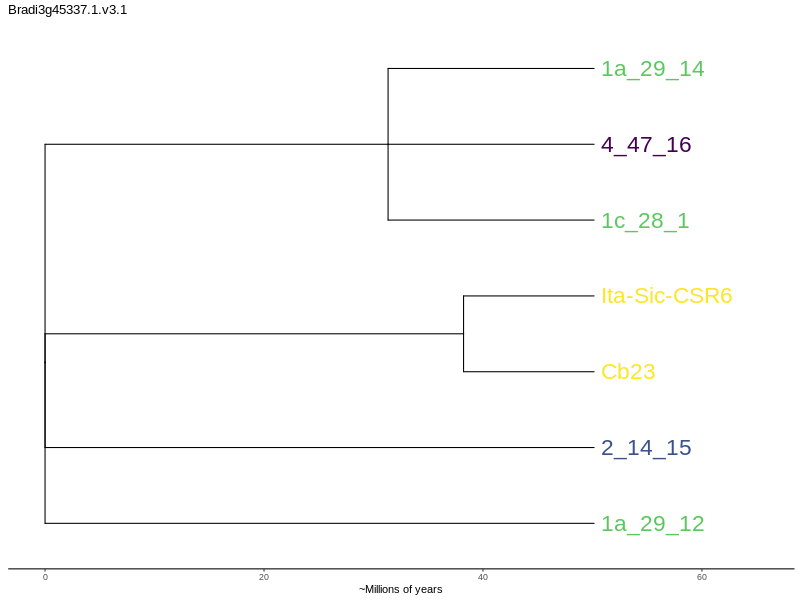 Bradi3g45337.1.v3.1
1a_29_14
4_47_16
1c_28_1
Ita-Sic-CSR6
Cb23
2_14_15
1a_29_12
0 20 40 60
~Millions of years